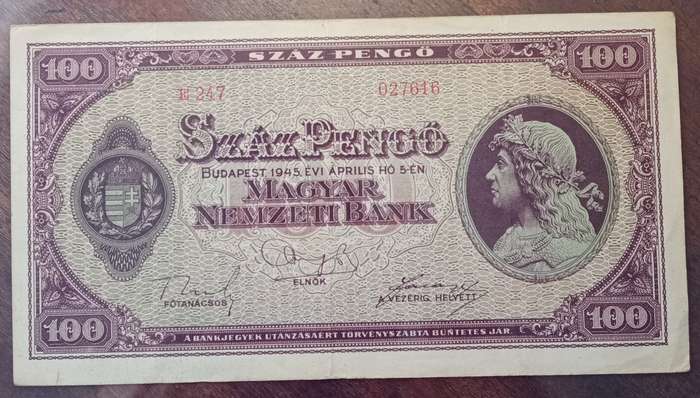 100 SZÁZ PENGŐ 100
E 247 027616
SZÁZ PENGŐ
BUDAPEST 1945. ÉVI ÁPRILIS HÓ 5-ÉN
MAGYAR
NEMZETI BANK
FŐTANÁCSOS ELNÖK A VEZÉRIG. HELYETT
100 100
A BANKJEGYEK UTÁNZÁSÁÉRT TÖRVÉNYSZABTA BÜNTETÉS JÁR.